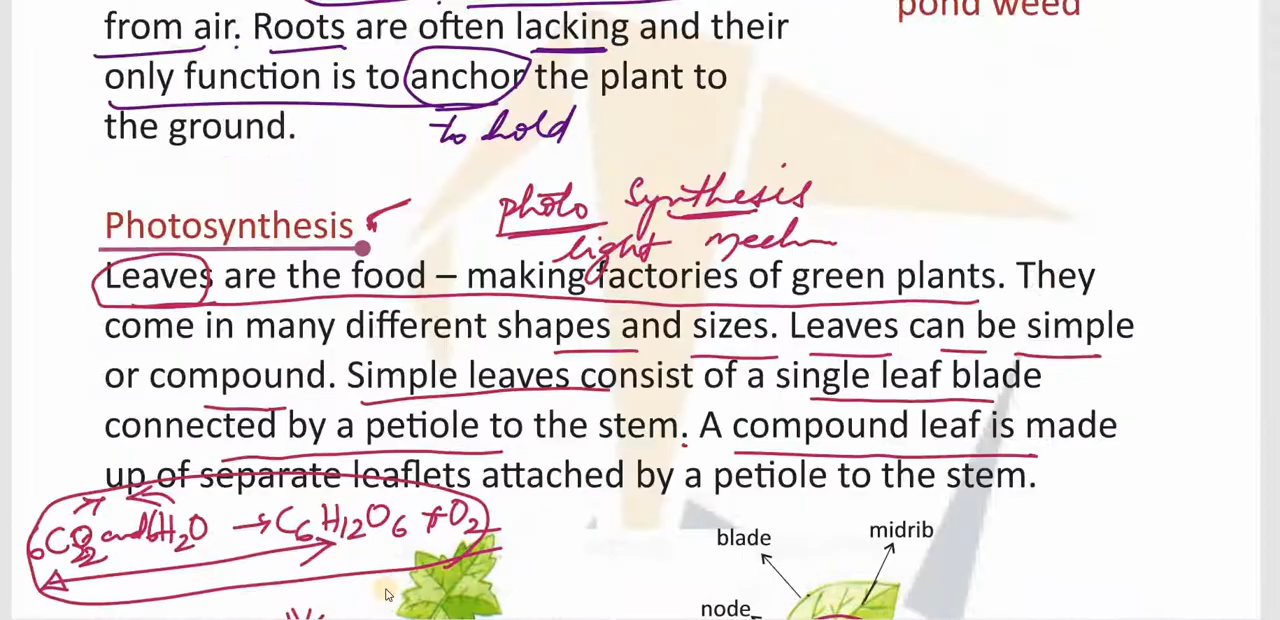 pond weed
from air. Roots are often lacking and their
only function is to anchor the plant to
the ground.
to hold
photo Synthesis
Photosynthesis
light
Leaves are the food – making factories of green plants. They
come in many different shapes and sizes. Leaves can be simple
or compound. Simple leaves consist of a single leaf blade
connected by a petiole to the stem. A compound leaf is made
up of separate leaflets attached by a petiole to the stem.
6CO2 and 6H2O → C6H12O6 + O2
blade
midrib
node